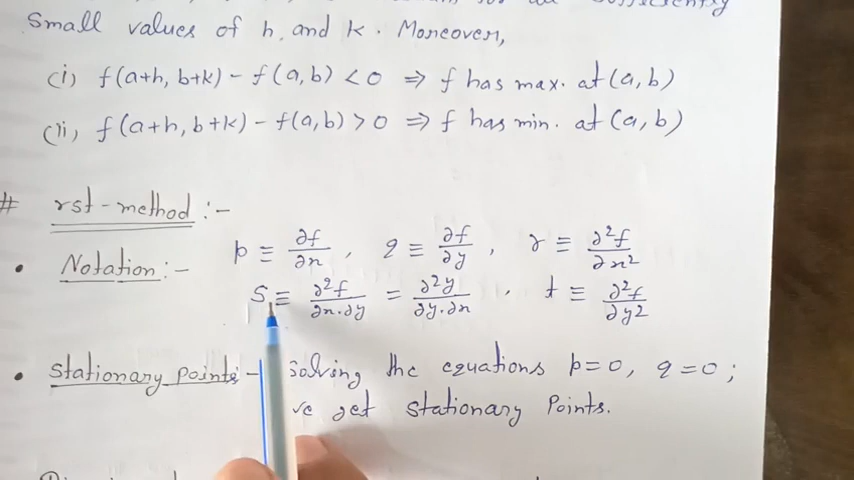 Small values of h, and k. Moreover,
(i) f(a+h, b+k) - f(a,b) < 0 ⇒ f has max. at (a,b)
(ii) f(a+h, b+k) - f(a,b) > 0 ⇒ f has min. at (a,b)
# rst-method :-
• Notation :- p ≡ ∂f/∂x, q ≡ ∂f/∂y, r ≡ ∂²f/∂x²
S ≡ ∂²f/∂x.∂y = ∂²y/∂y.∂x, t ≡ ∂²f/∂y²
• Stationary points - Solving the equations p=0, q=0;
get stationary Points.